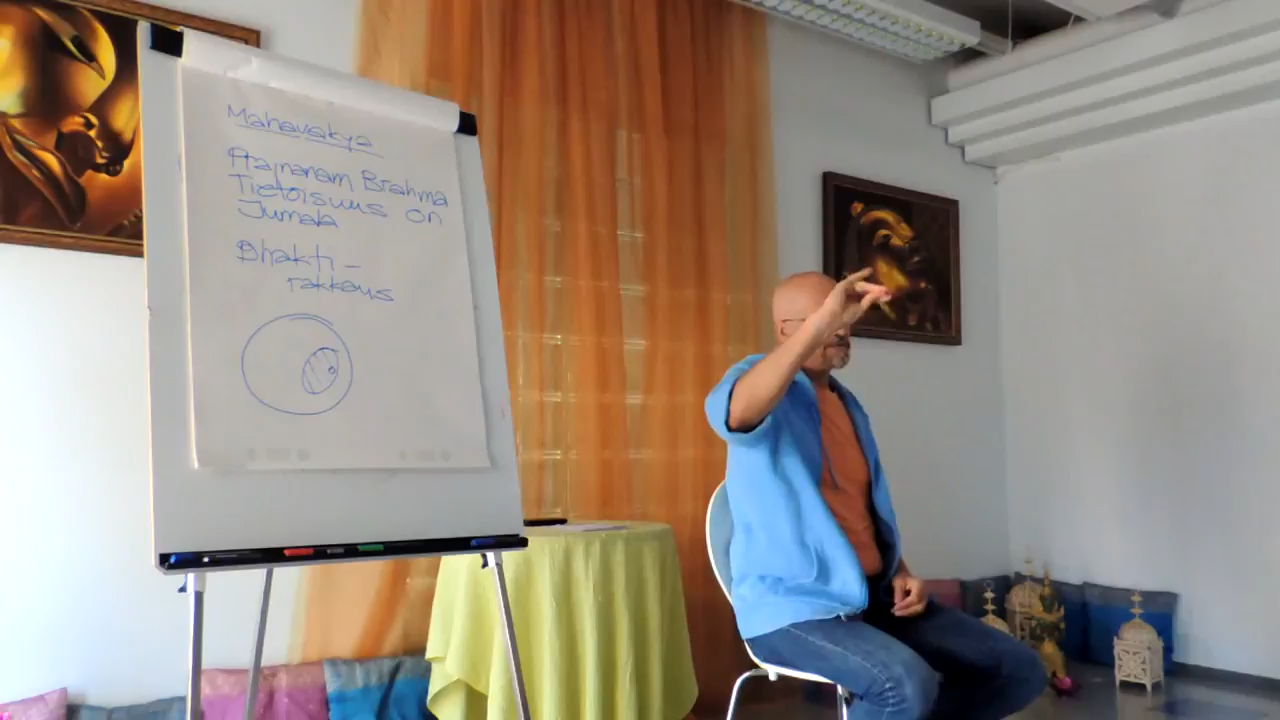 Mahavakya
Prajnanam Brahma
Tietoisuus on
Jumala
Bhakti -
rakkaus